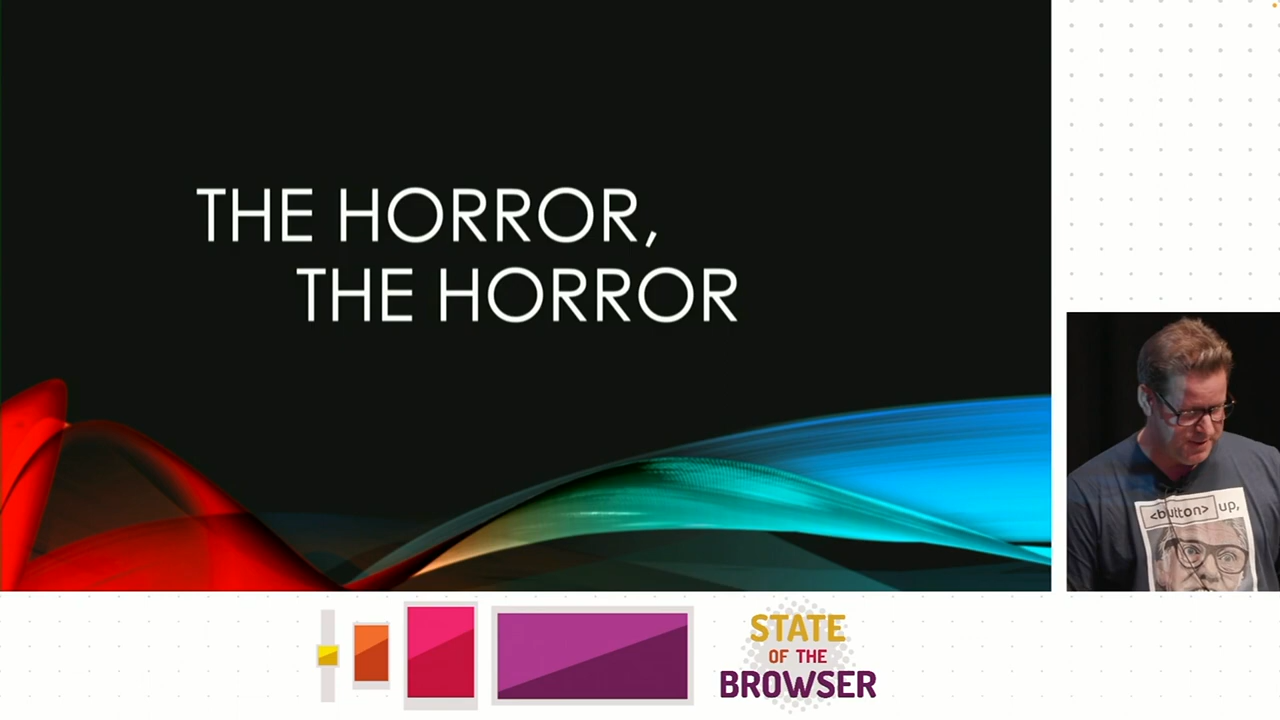 THE HORROR,
THE HORROR
<button> up,
STATE
OF THE
BROWSER